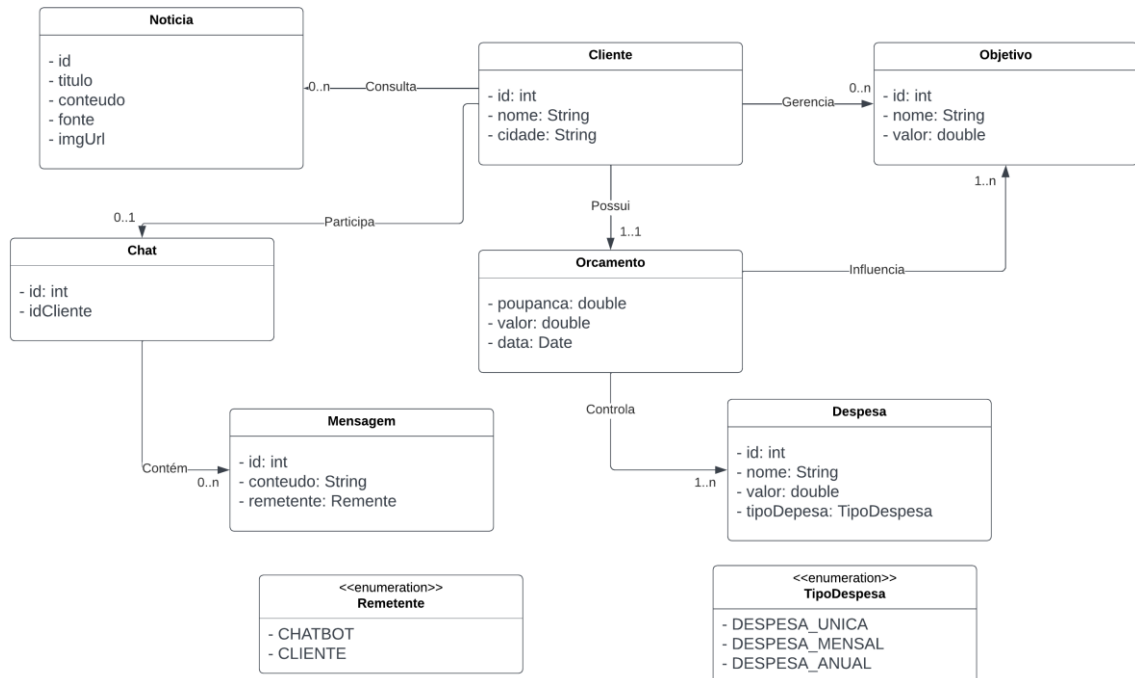 Noticia
- id
- titulo
- conteudo
- fonte
- imgUrl
0..n
Consulta
Cliente
- id: int
- nome: String
- cidade: String
Gerencia
0..n
Objetivo
- id: int
- nome: String
- valor: double
1..n
Possui
1..1
Participa
0..1
Chat
- id: int
- idCliente
Orcamento
- poupanca: double
- valor: double
- data: Date
Influencia
Controla
1..n
Contém
0..n
Mensagem
- id: int
- conteudo: String
- remetente: Remente
Despesa
- id: int
- nome: String
- valor: double
- tipoDepesa: TipoDespesa
<<enumeration>>
Remetente
- CHATBOT
- CLIENTE
<<enumeration>>
TipoDespesa
- DESPESA_UNICA
- DESPESA_MENSAL
- DESPESA_ANUAL